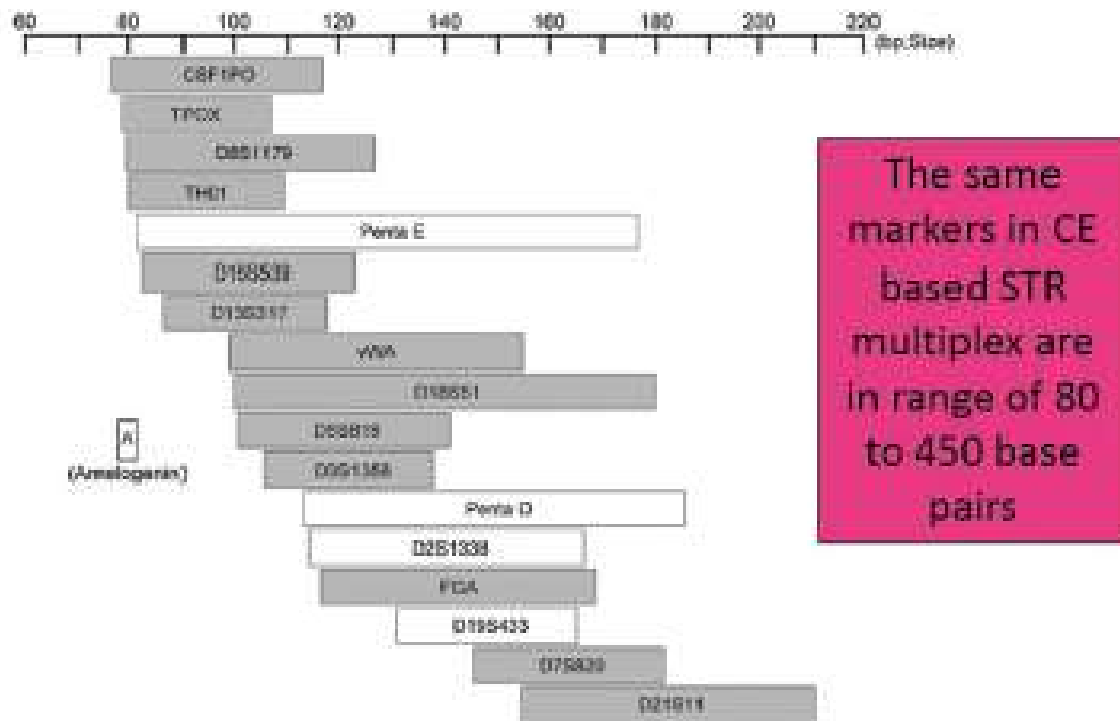 60 80 100 120 140 160 180 200 220
(bp, Size)
CSF1PO
TPOX
D8S1179
TH01
Penta E
D16S539
D13S317
vWA
D18S51
D5S818
A
(Amelogenin)
D3S1358
Penta D
D2S1338
FGA
D19S433
D7S820
D21S11
The same
markers in CE
based STR
multiplex are
in range of 80
to 450 base
pairs